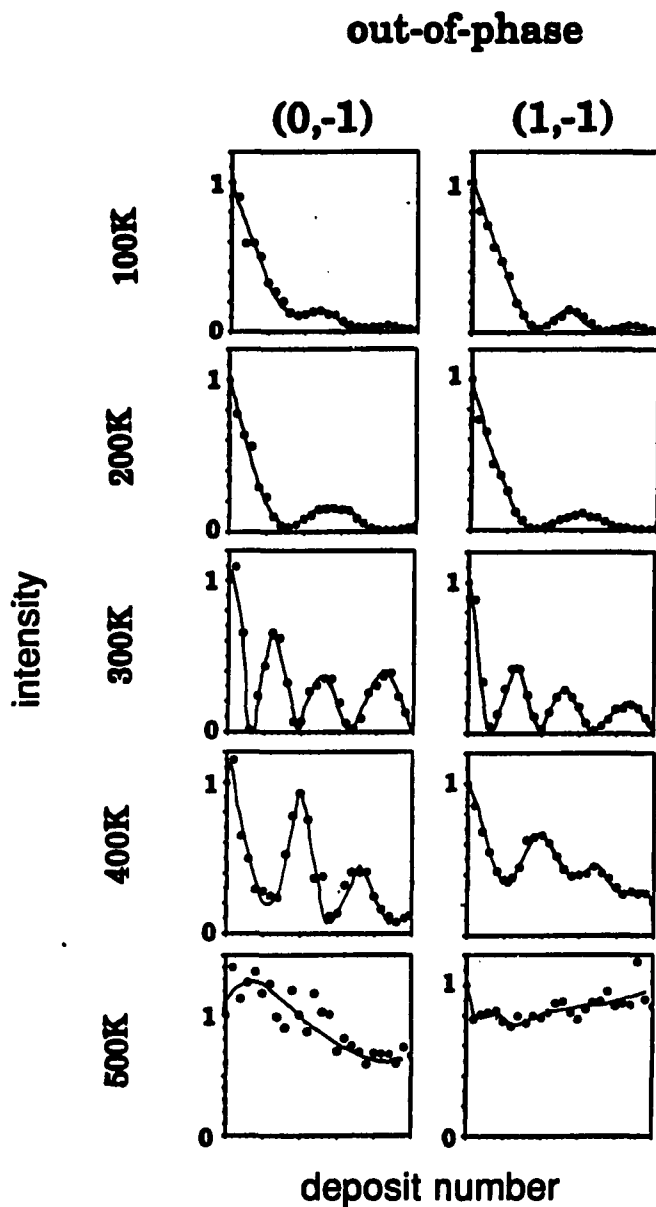 out-of-phase
(0,-1) (1,-1)
100K
1 1
0
200K
1 1
0
intensity
300K
1 1
0
400K
1 1
0
500K
1 1
0
deposit number